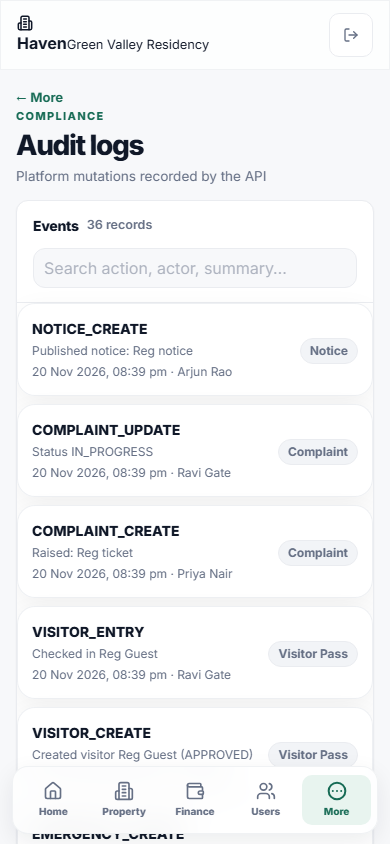 HavenGreen Valley Residency
← More
COMPLIANCE
Audit logs
Platform mutations recorded by the API
Events 36 records
Search action, actor, summary...
NOTICE_CREATE
Published notice: Reg notice
20 Nov 2026, 08:39 pm · Arjun Rao
Notice
COMPLAINT_UPDATE
Status IN_PROGRESS
20 Nov 2026, 08:39 pm · Ravi Gate
Complaint
COMPLAINT_CREATE
Raised: Reg ticket
20 Nov 2026, 08:39 pm · Priya Nair
Complaint
VISITOR_ENTRY
Checked in Reg Guest
20 Nov 2026, 08:39 pm · Ravi Gate
Visitor Pass
VISITOR_CREATE
Created visitor Reg Guest (APPROVED)
Visitor Pass
EMERGENCY_CREATE
Home Property Finance Users More